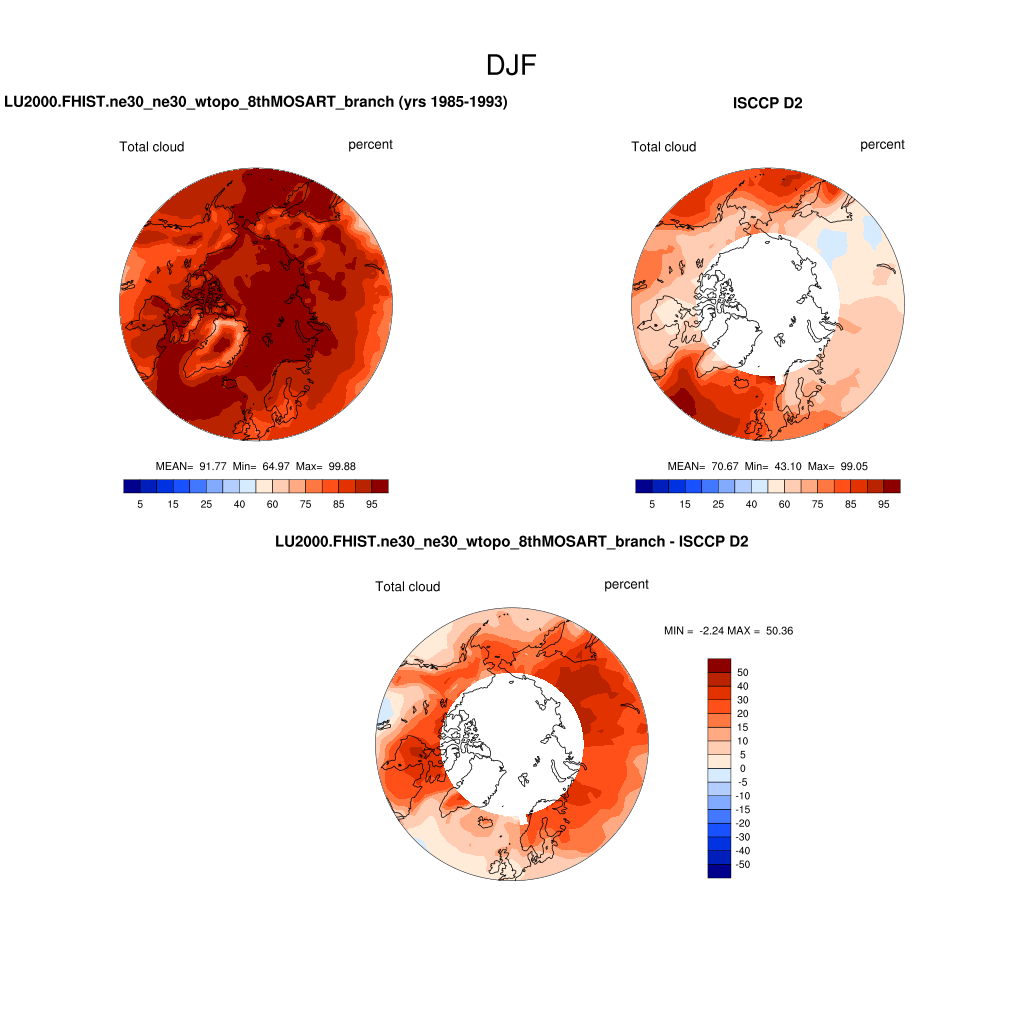 DJF
LU2000.FHIST.ne30_ne30_wtopo_8thMOSART_branch (yrs 1985-1993)
Total cloud percent
MEAN= 91.77 Min= 64.97 Max= 99.88
5 15 25 40 60 75 85 95
ISCCP D2
Total cloud percent
MEAN= 70.67 Min= 43.10 Max= 99.05
5 15 25 40 60 75 85 95
LU2000.FHIST.ne30_ne30_wtopo_8thMOSART_branch - ISCCP D2
Total cloud percent
MIN = -2.24 MAX = 50.36
50
40
30
20
15
10
5
0
-5
-10
-15
-20
-30
-40
-50